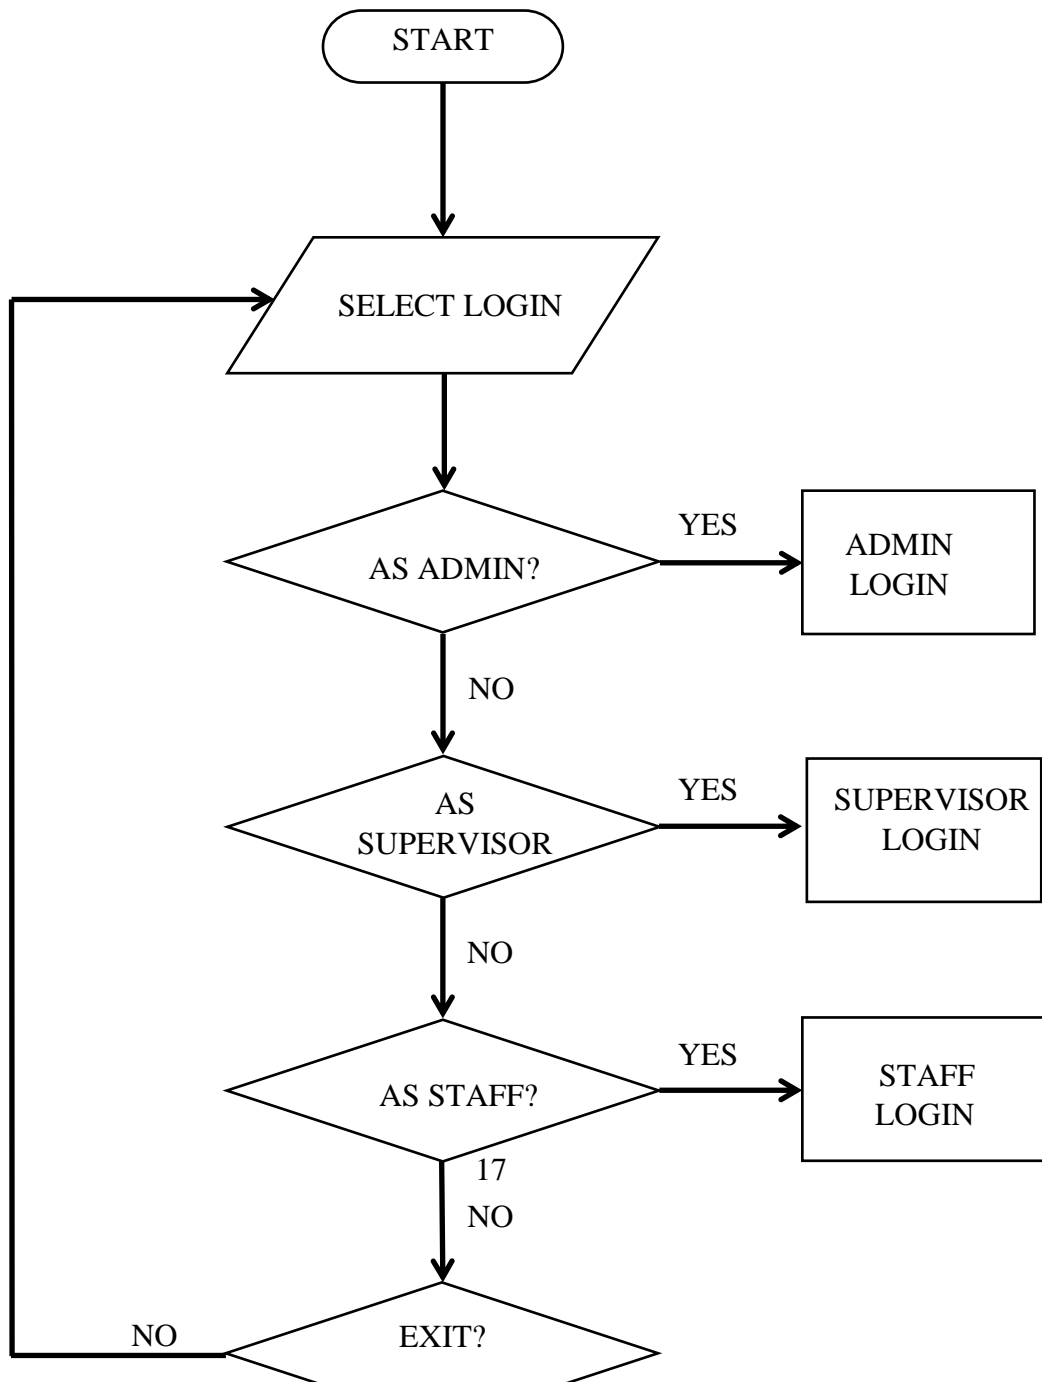 START
SELECT LOGIN
YES
AS ADMIN?
ADMIN
LOGIN
NO
AS
SUPERVISOR
YES
SUPERVISOR
LOGIN
NO
YES
AS STAFF?
STAFF
LOGIN
17
NO
NO
EXIT?